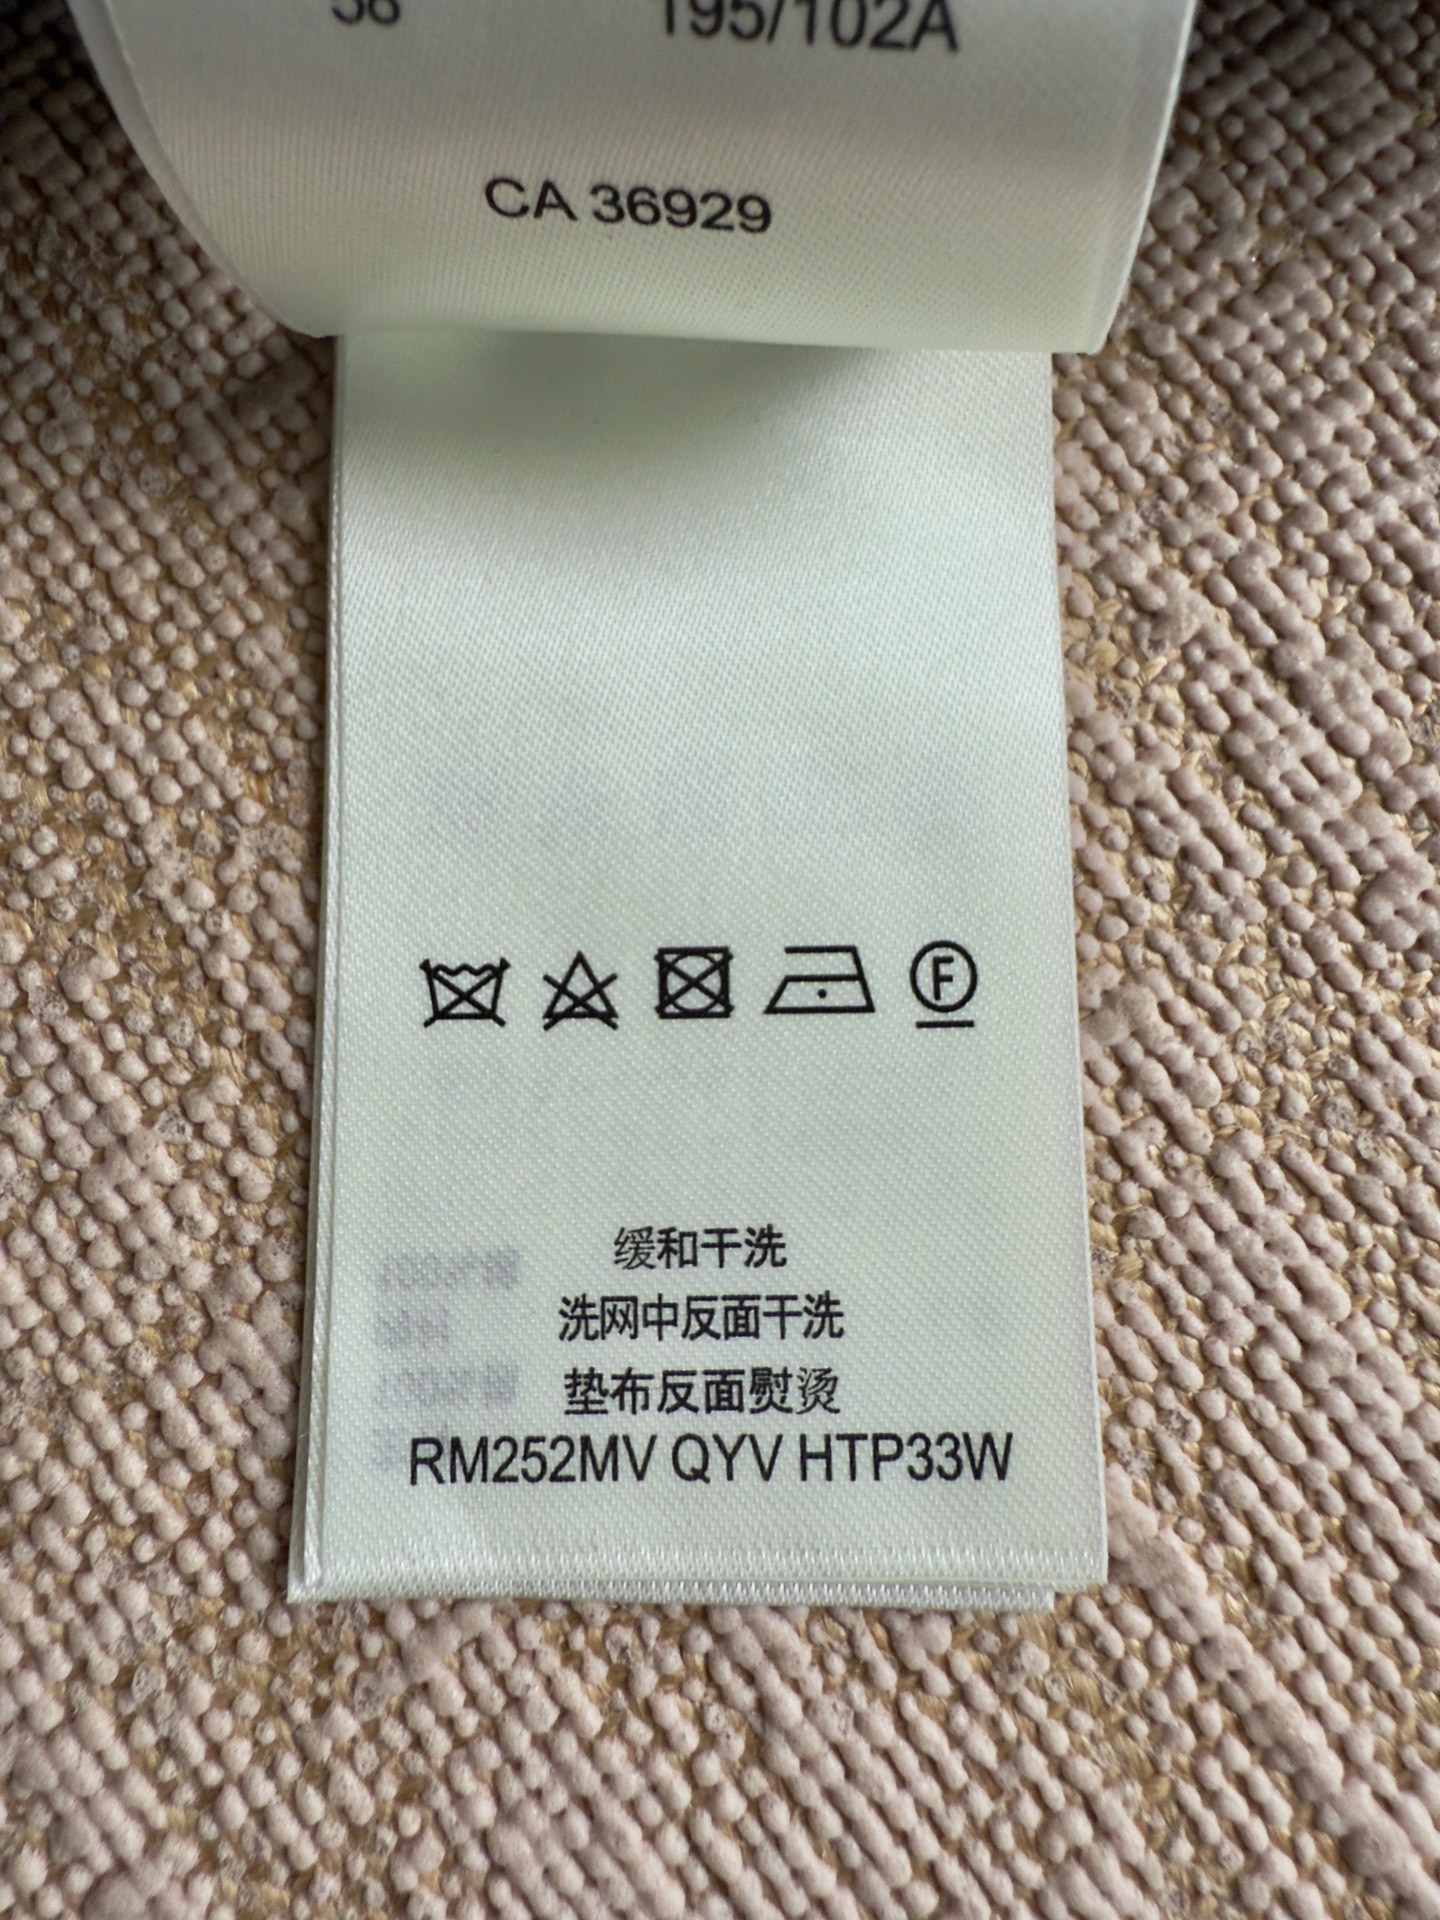 56 195/102A
CA 36929
F
缓和干洗
洗网中反面干洗
垫布反面熨烫
RM252MV QYV HTP33W